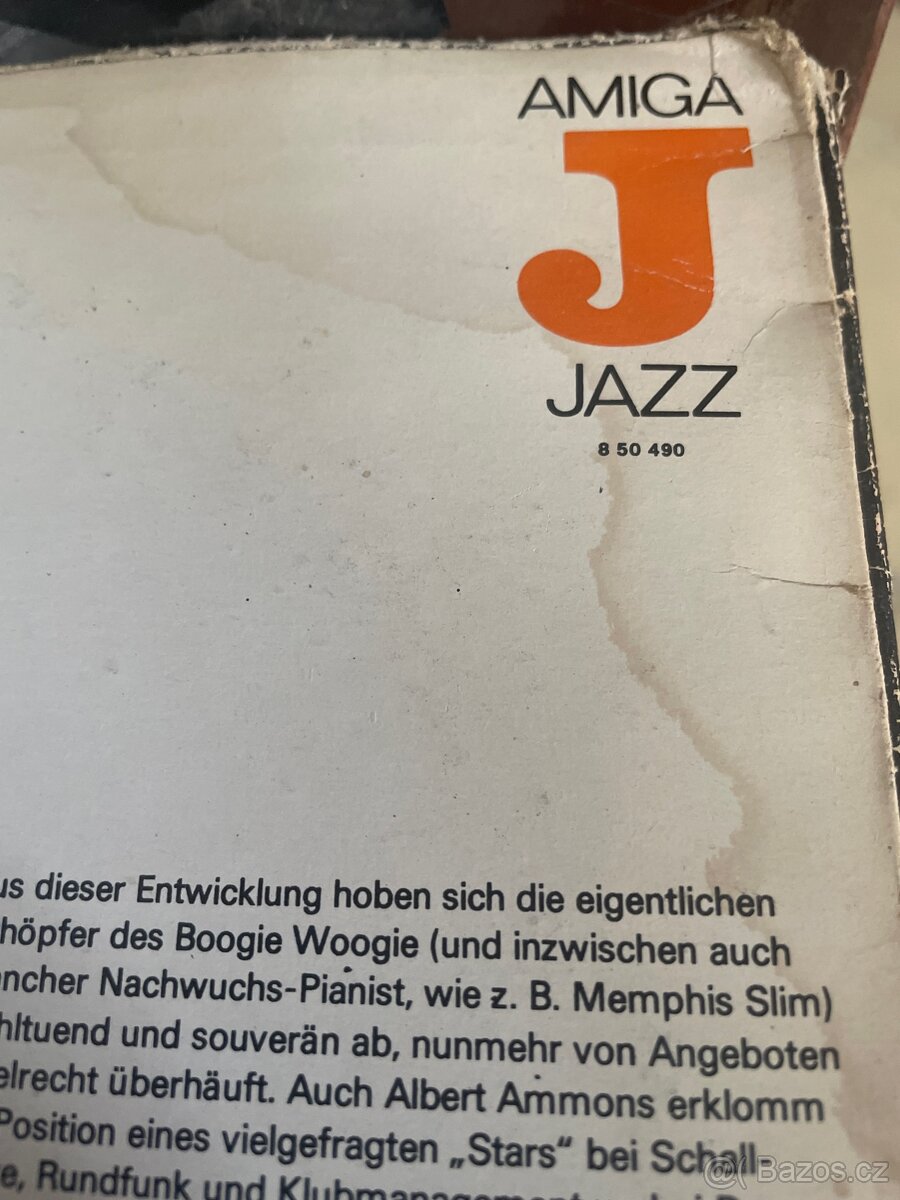 AMIGA
J
JAZZ
8 50 490
us dieser Entwicklung hoben sich die eigentlichen
höpfer des Boogie Woogie (und inzwischen auch
ncher Nachwuchs-Pianist, wie z. B. Memphis Slim)
hltuend und souverän ab, nunmehr von Angeboten
elrecht überhäuft. Auch Albert Ammons erklomm
Position eines vielgefragten „Stars“ bei Schall-
e, Rundfunk und Klubmanagement
Bazos.cz